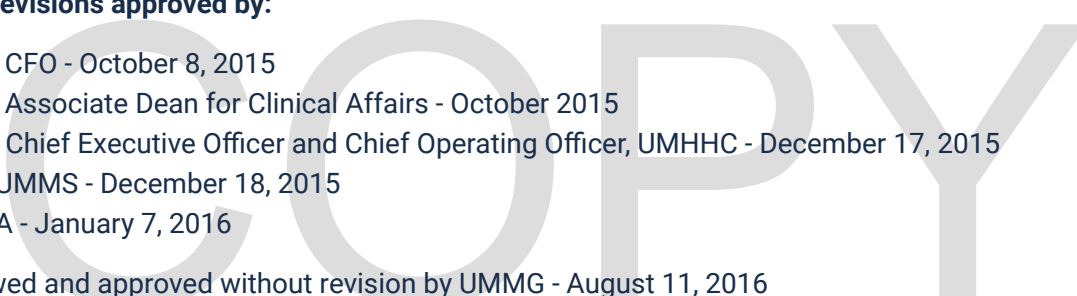 evisions approved by:
CFO - October 8, 2015
Associate Dean for Clinical Affairs - October 2015
Chief Executive Officer and Chief Operating Officer, UMHHC - December 17, 2015
UMMS - December 18, 2015
A - January 7, 2016
wed and approved without revision by UMMG - August 11, 2016
COPY